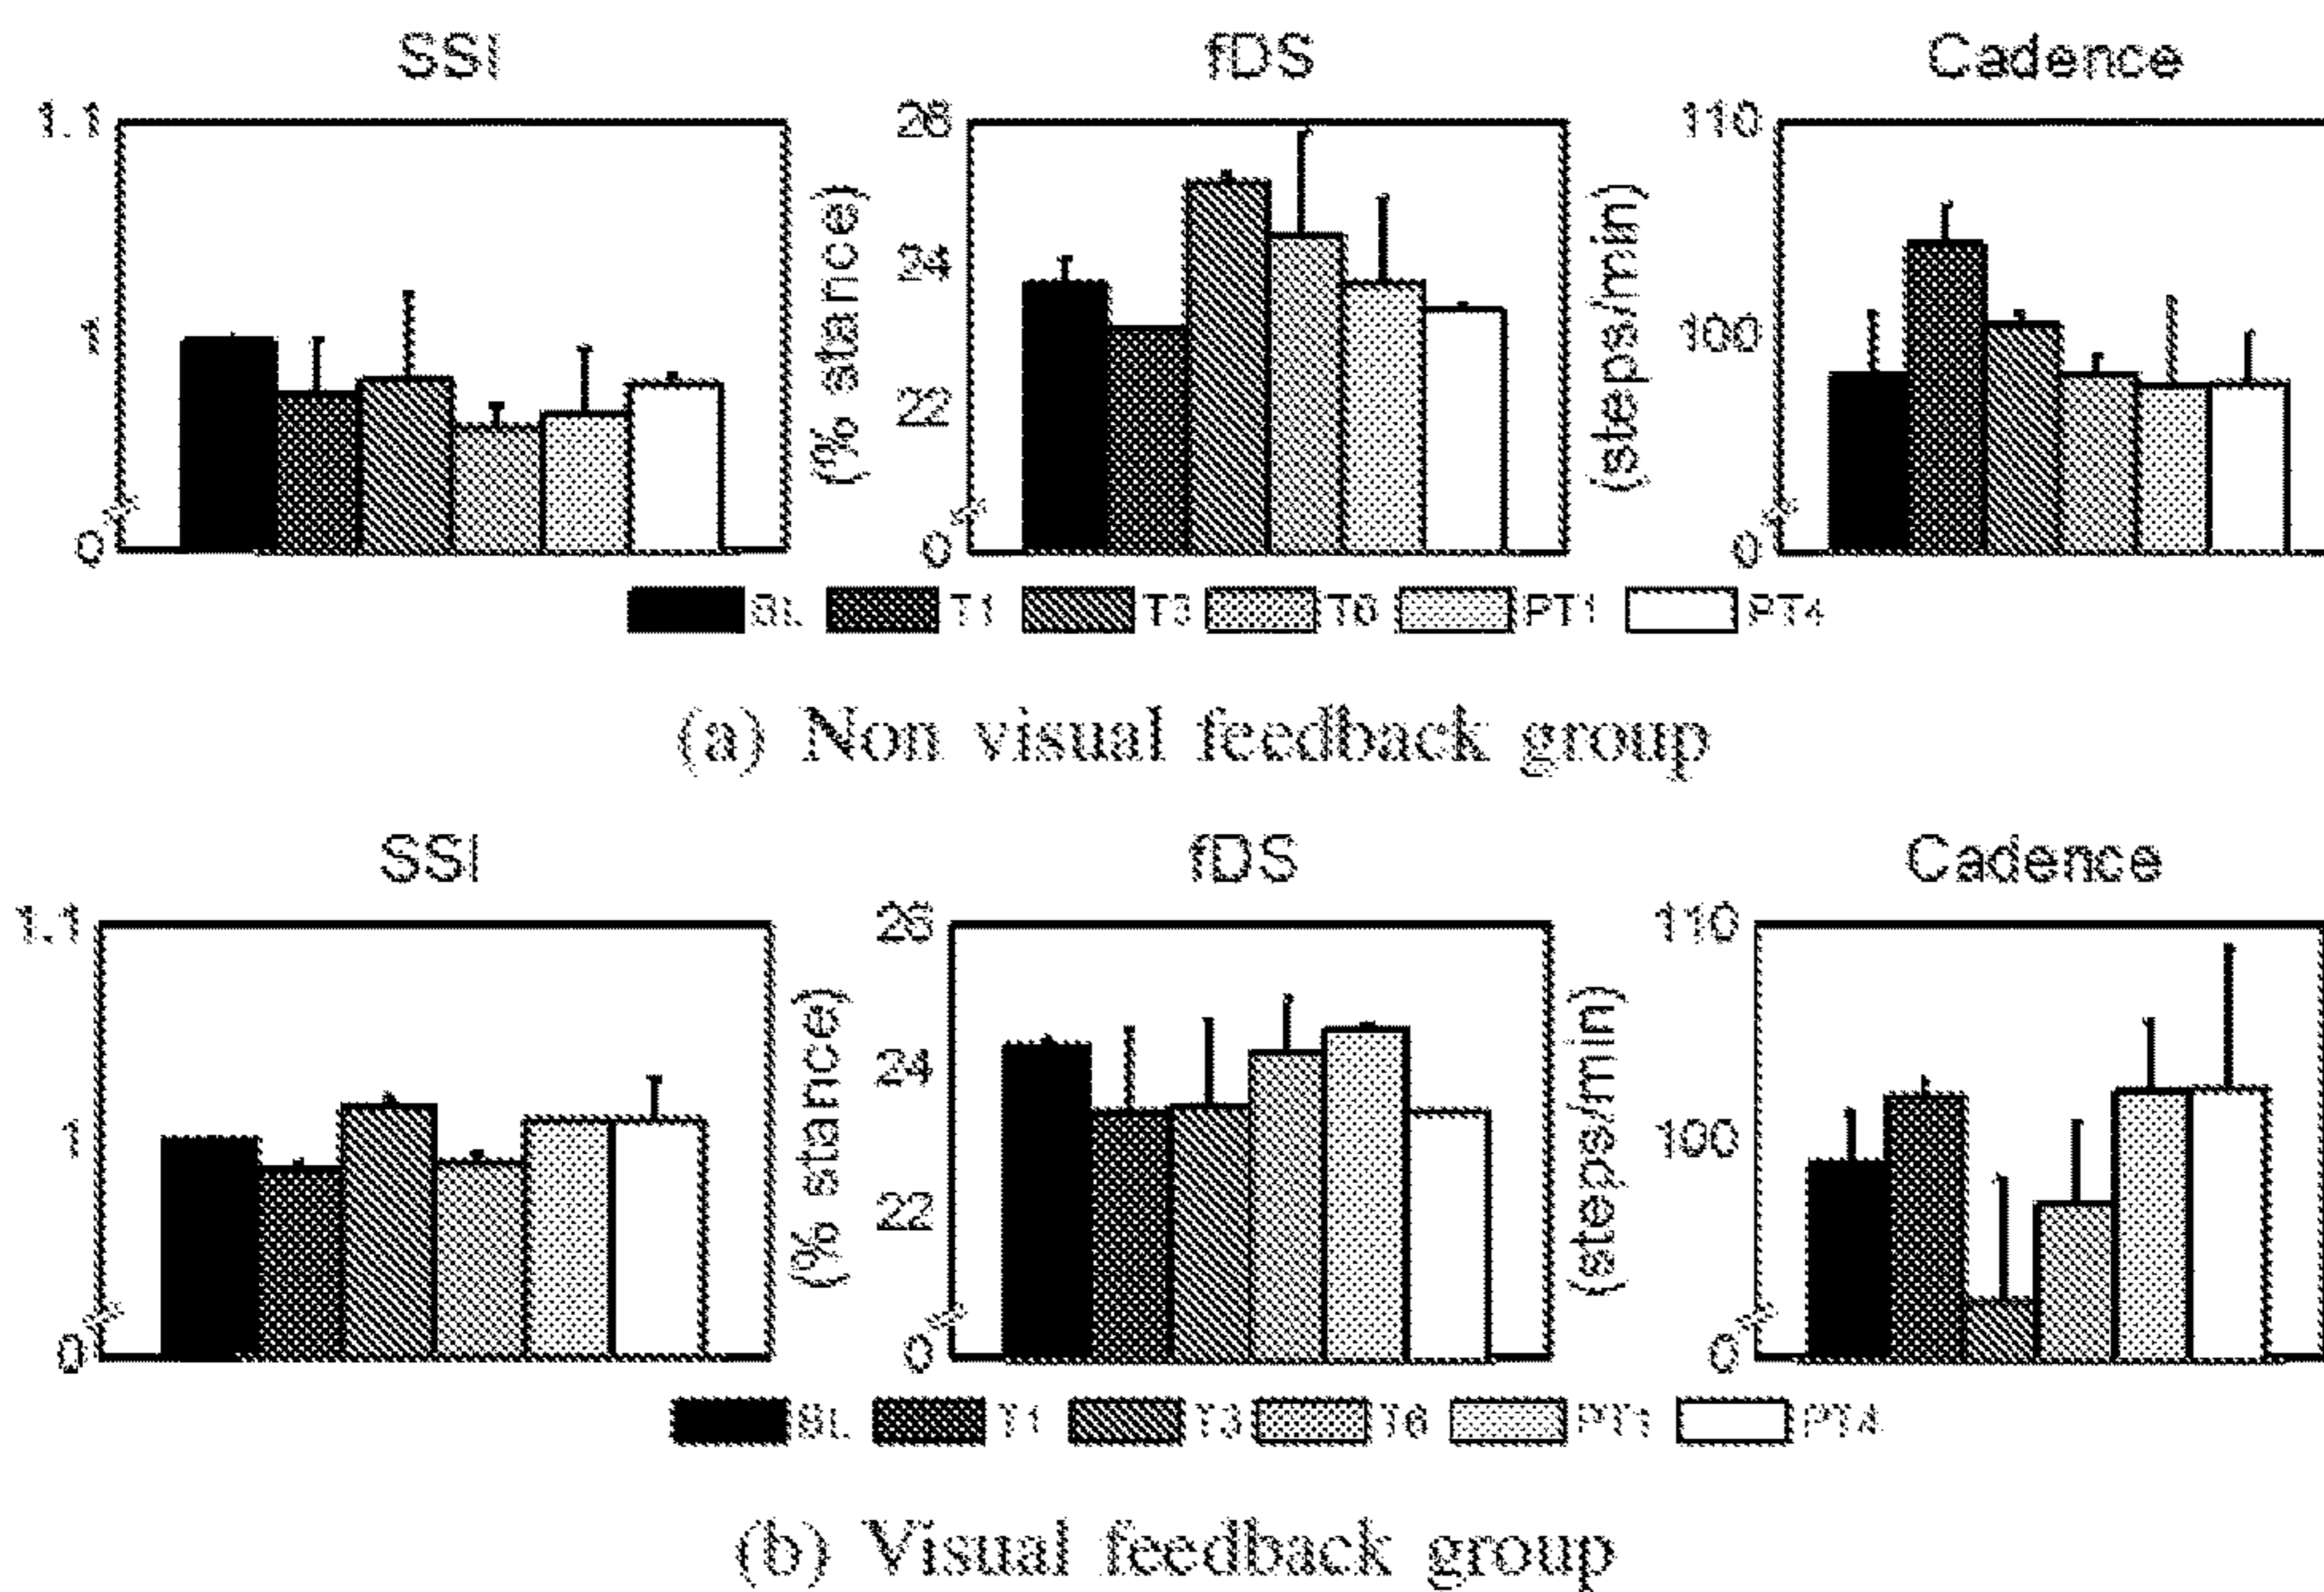 SSI fDS Cadence
1.1 26 110
1 (% stance) 24 (steps/min) 100
22
0 0 0
BL T1 T3 T6 PT1 PT4
(a) Non visual feedback group
SSI fDS Cadence
1.1 26 110
1 (% stance) 24 (steps/min) 100
22
0 0 0
BL T1 T3 T6 PT1 PT4
(b) Visual feedback group